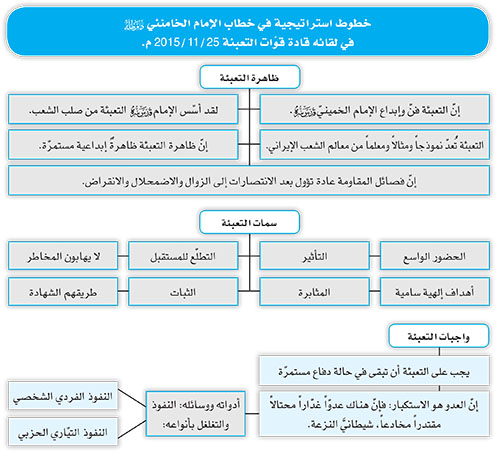 خطوط استراتيجية في خطاب الإمام الخامنئي دام ظله
في لقائه قادة قوّات التعبئة 25/ 11/ 2015 م.
ظاهرة التعبئة
إنّ التعبئة فنّ وإبداع الإمام الخمينيّ قدس سره.
لقد أسّس الإمام قدس سره التعبئة من صلب الشعب.
التعبئة تُعدّ نموذجاً ومثالاً ومعلماً من معالم الشعب الإيراني.
إنّ ظاهرة التعبئة ظاهرةٌ إبداعية مستمرّة.
إنّ فصائل المقاومة عادة تؤول بعد الانتصارات إلى الزوال والاضمحلال والانقراض.
سمات التعبئة
الحضور الواسع
التأثير
التطلّع للمستقبل
لا يهابون المخاطر
أهداف إلهية سامية
المثابرة
الثبات
طريقهم الشهادة
واجبات التعبئة
يجب على التعبئة أن تبقى في حالة دفاع مستمرّة
إنّ العدو هو الاستكبار: فإنّ هناك عدوّاً غدّاراً محتالاً
مقتدراً مخادعاً، شيطانيَّ النزعة.
أدواته ووسائله: النفوذ
والتغلغل بأنواعه:
النفوذ الفردي الشخصي
النفوذ التيّاري الحزبي